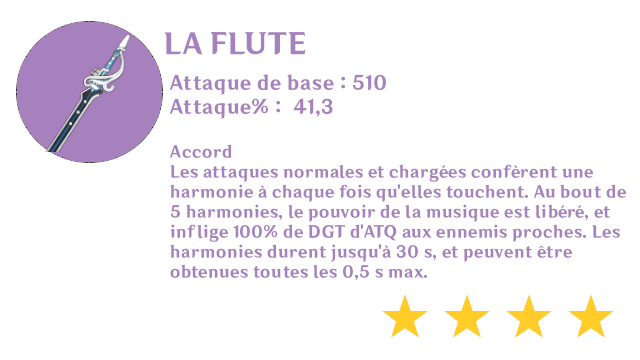 LA FLUTE
Attaque de base : 510
Attaque% : 41,3
Accord
Les attaques normales et chargées confèrent une
harmonie à chaque fois qu'elles touchent. Au bout de
5 harmonies, le pouvoir de la musique est libéré, et
inflige 100% de DGT d'ATQ aux ennemis proches. Les
harmonies durent jusqu'à 30 s, et peuvent être
obtenues toutes les 0,5 s max.